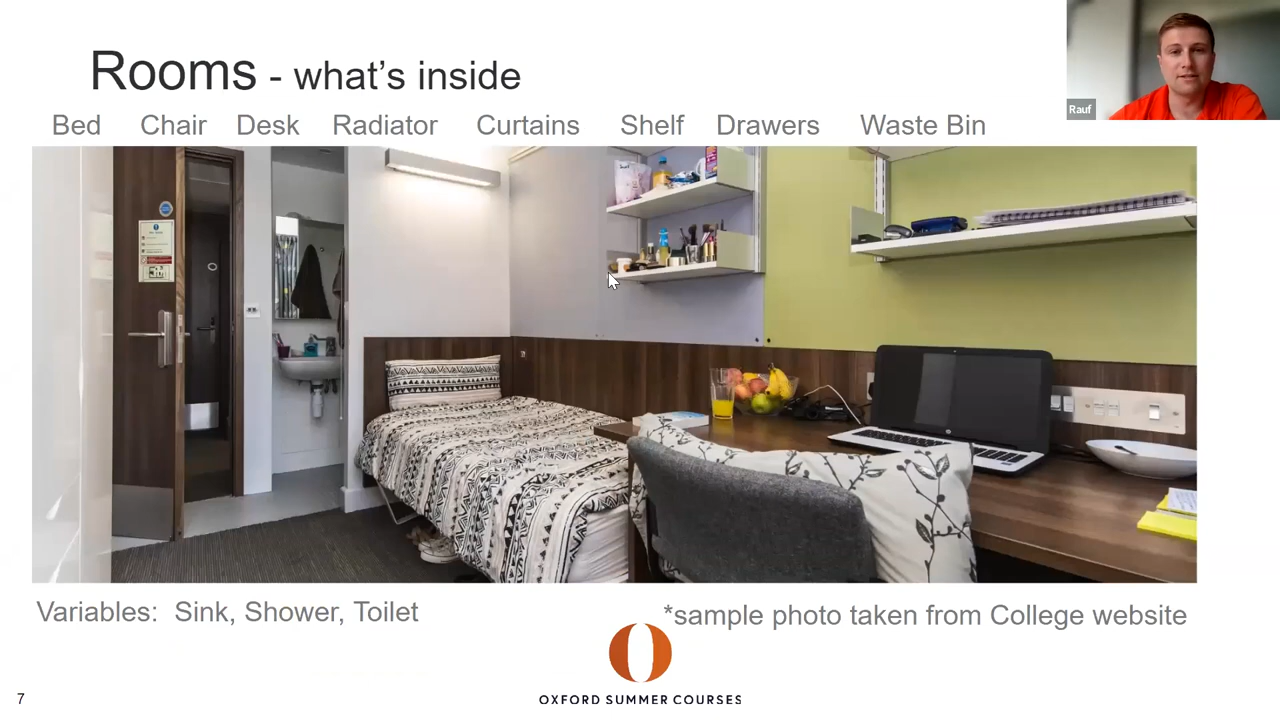 Rooms - what's inside
Rauf
Bed Chair Desk Radiator Curtains Shelf Drawers Waste Bin
Variables: Sink, Shower, Toilet
*sample photo taken from College website
OXFORD SUMMER COURSES
7